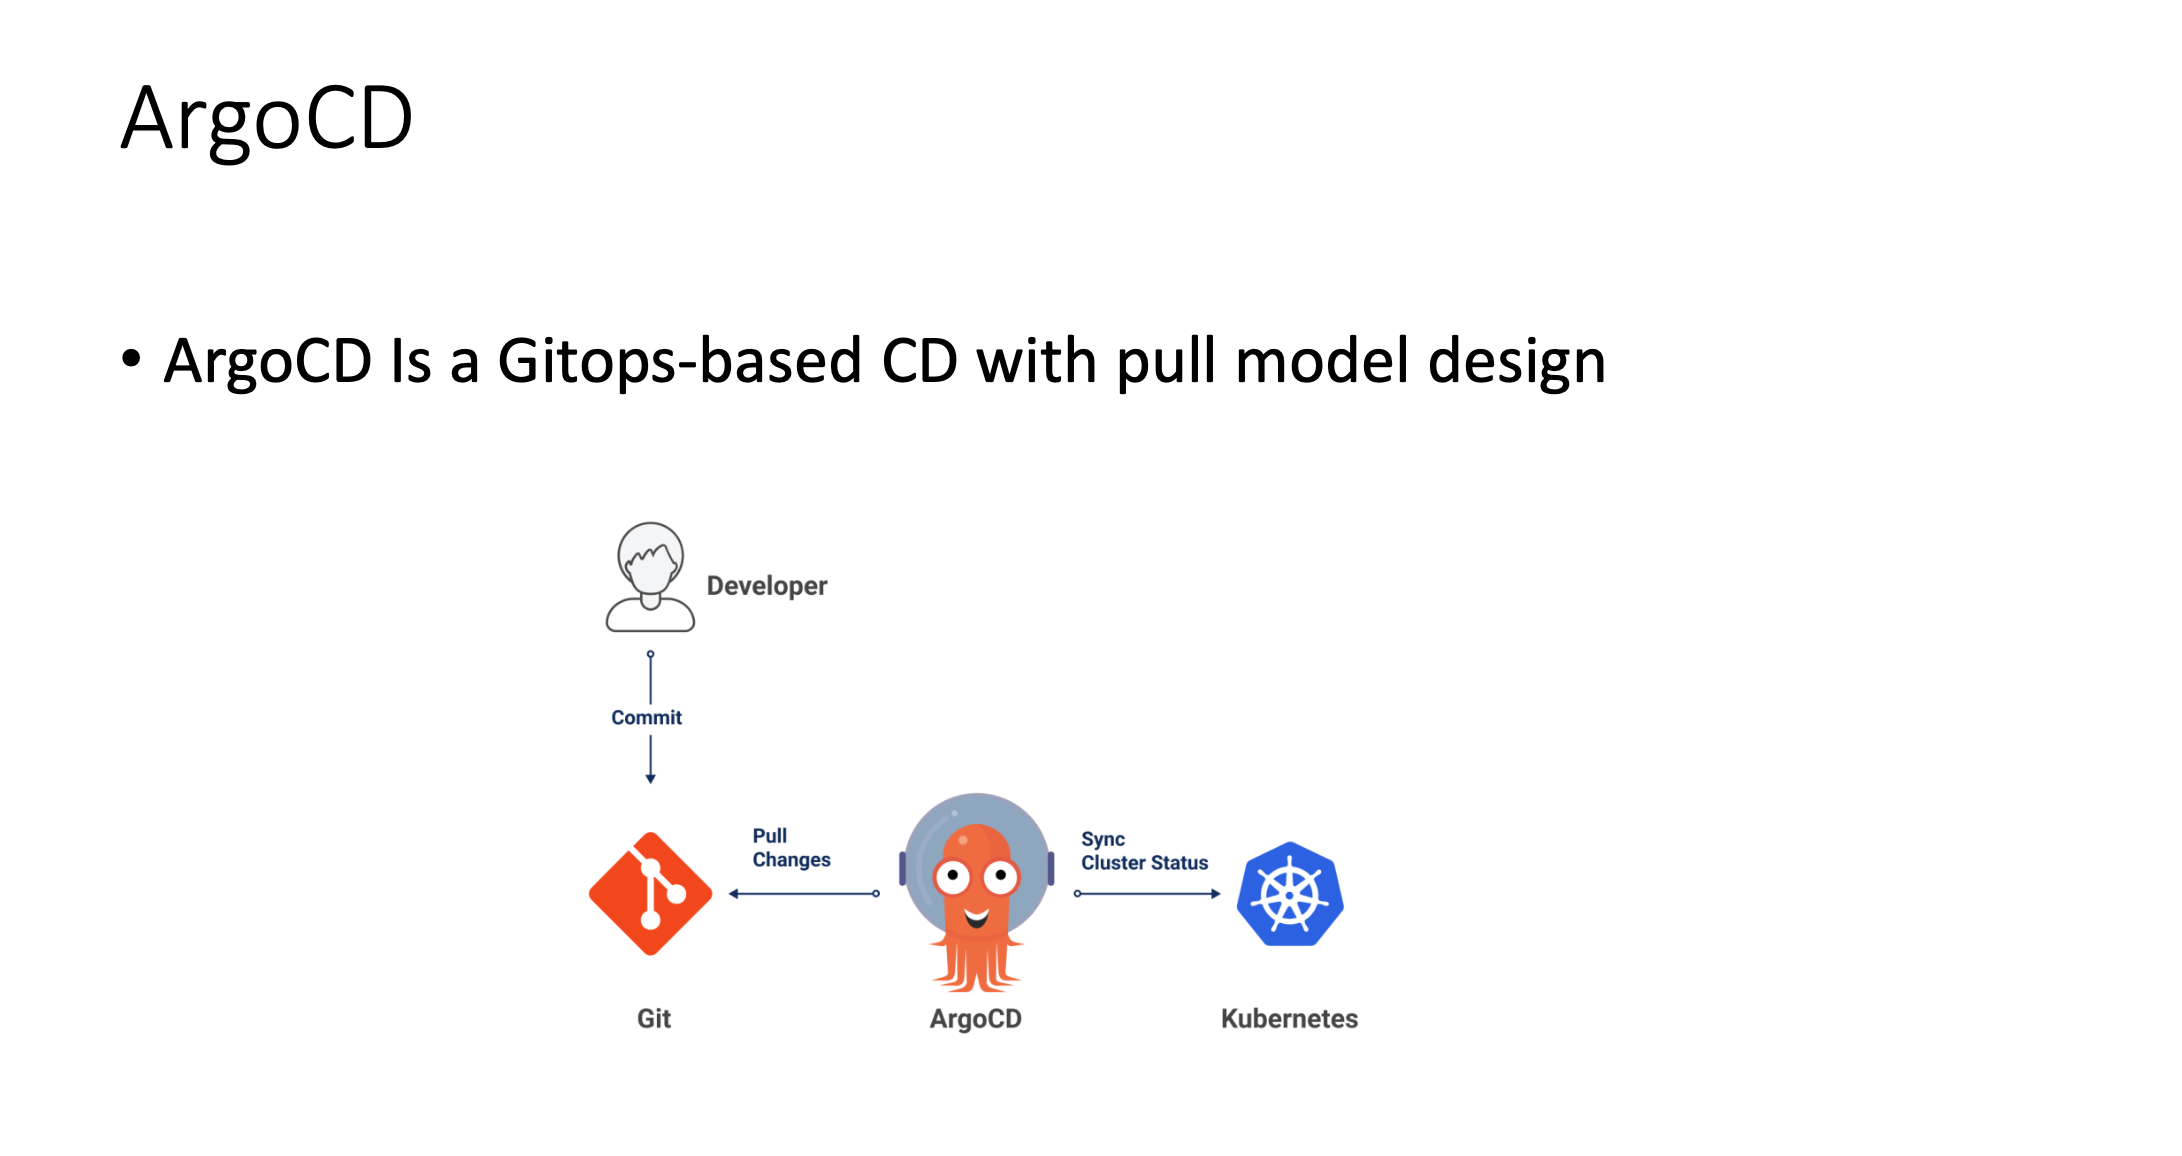 ArgoCD
• ArgoCD Is a Gitops-based CD with pull model design
Developer
Commit
Pull
Changes
Sync
Cluster Status
Git
ArgoCD
Kubernetes